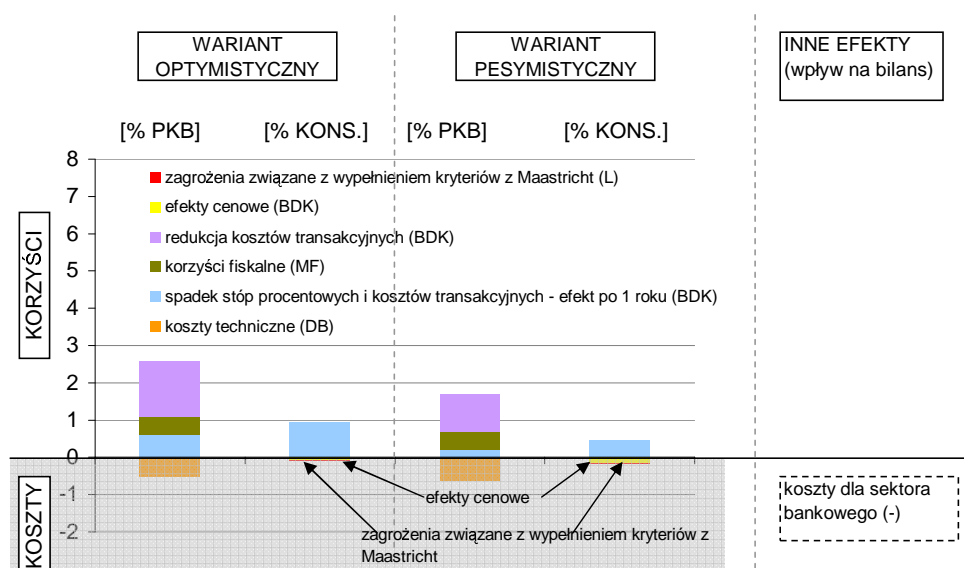 WARIANT
OPTYMISTYCZNY
WARIANT
PESYMISTYCZNY
INNE EFEKTY
(wpływ na bilans)
[% PKB]
[% KONS.]
[% PKB]
[% KONS.]
KORZYŚCI
8
7
6
5
4
3
2
1
0
-1
-2
zagrożenia związane z wypełnieniem kryteriów z Maastricht (L)
efekty cenowe (BDK)
redukcja kosztów transakcyjnych (BDK)
korzyści fiskalne (MF)
spadek stóp procentowych i kosztów transakcyjnych - efekt po 1 roku (BDK)
koszty techniczne (DB)
KOSZTY
efekty cenowe
zagrożenia związane z wypełnieniem kryteriów z
Maastricht
koszty dla sektora
bankowego (-)